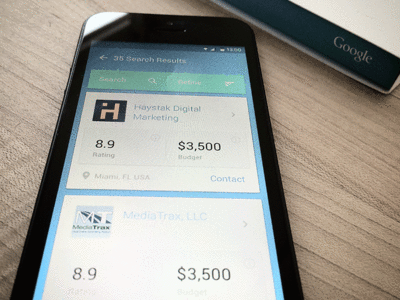 Google
13:00
35 Search Results
Search
Refine
H
Haystak Digital
Marketing
8.9
Rating
$3,500
Budget
Miami, FL USA
Contact
MediaTrax
MediaTrax, LLC
8.9
Rating
$3,500
Budget